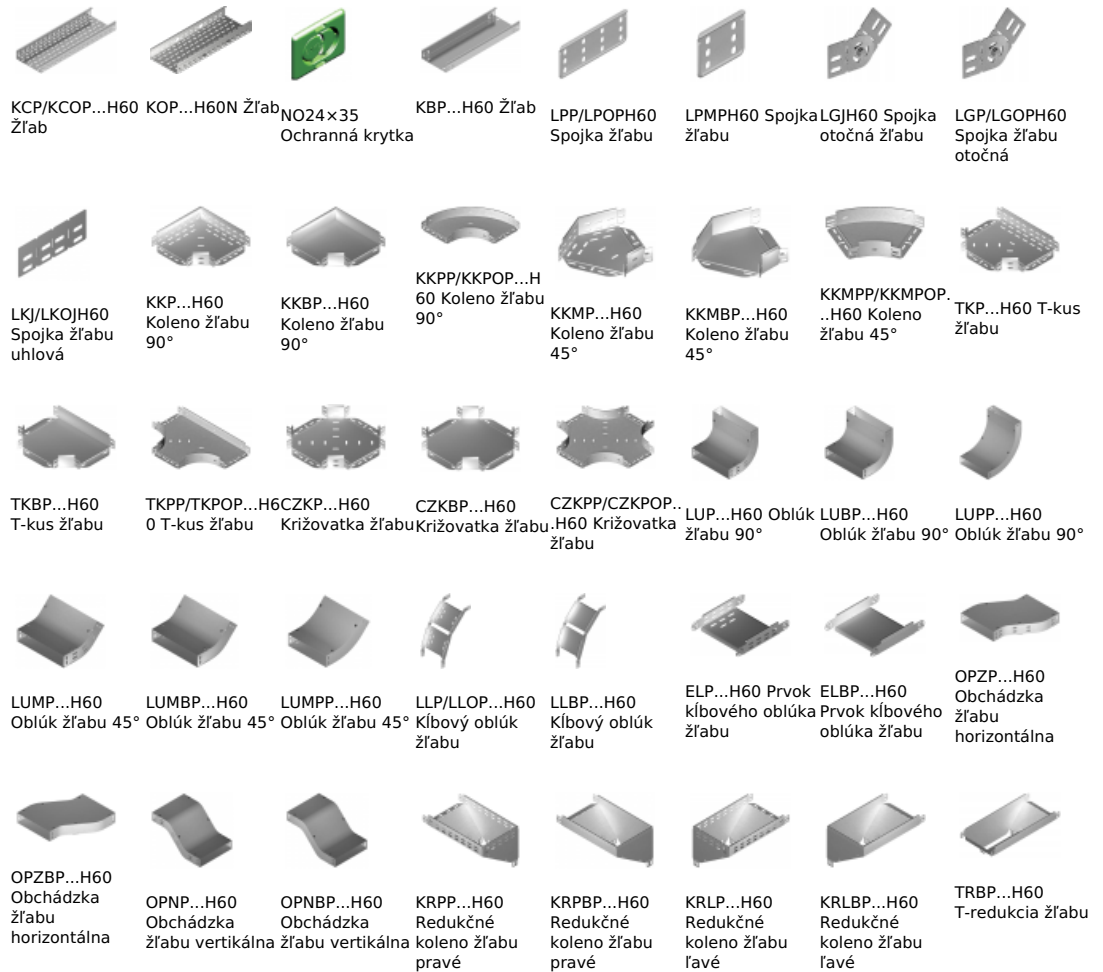 KCP/KCOP...H60
Žľab
KOP...H60N Žľab
NO24×35
Ochranná krytka
KBP...H60 Žľab
LPP/LPOPH60
Spojka žľabu
LPMPH60 Spojka
žľabu
LGJH60 Spojka
otočná žľabu
LGP/LGOPH60
Spojka žľabu
otočná
LKJ/LKOJH60
Spojka žľabu
uhlová
KKP...H60
Koleno žľabu
90°
KKBP...H60
Koleno žľabu
90°
KKPP/KKPOP...H
60 Koleno žľabu
90°
KKMP...H60
Koleno žľabu
45°
KKMBP...H60
Koleno žľabu
45°
KKMPP/KKMPOP.
..H60 Koleno
žľabu 45°
TKP...H60 T-kus
žľabu
TKBP...H60
T-kus žľabu
TKPP/TKPOP...H6
0 T-kus žľabu
CZKP...H60
Križovatka žľabu
CZKBP...H60
Križovatka žľabu
CZKPP/CZKPOP..
.H60 Križovatka
žľabu
LUP...H60 Oblúk
žľabu 90°
LUBP...H60
Oblúk žľabu 90°
LUPP...H60
Oblúk žľabu 90°
LUMP...H60
Oblúk žľabu 45°
LUMBP...H60
Oblúk žľabu 45°
LUMPP...H60
Oblúk žľabu 45°
LLP/LLOP...H60
Kĺbový oblúk
žľabu
LLBP...H60
Kĺbový oblúk
žľabu
ELP...H60 Prvok
kĺbového oblúka
žľabu
ELBP...H60
Prvok kĺbového
oblúka žľabu
OPZP...H60
Obchádzka
žľabu
horizontálna
OPZBP...H60
Obchádzka
žľabu
horizontálna
OPNP...H60
Obchádzka
žľabu vertikálna
OPNBP...H60
Obchádzka
žľabu vertikálna
KRPP...H60
Redukčné
koleno žľabu
pravé
KRPBP...H60
Redukčné
koleno žľabu
pravé
KRLP...H60
Redukčné
koleno žľabu
ľavé
KRLBP...H60
Redukčné
koleno žľabu
ľavé
TRBP...H60
T-redukcia žľabu